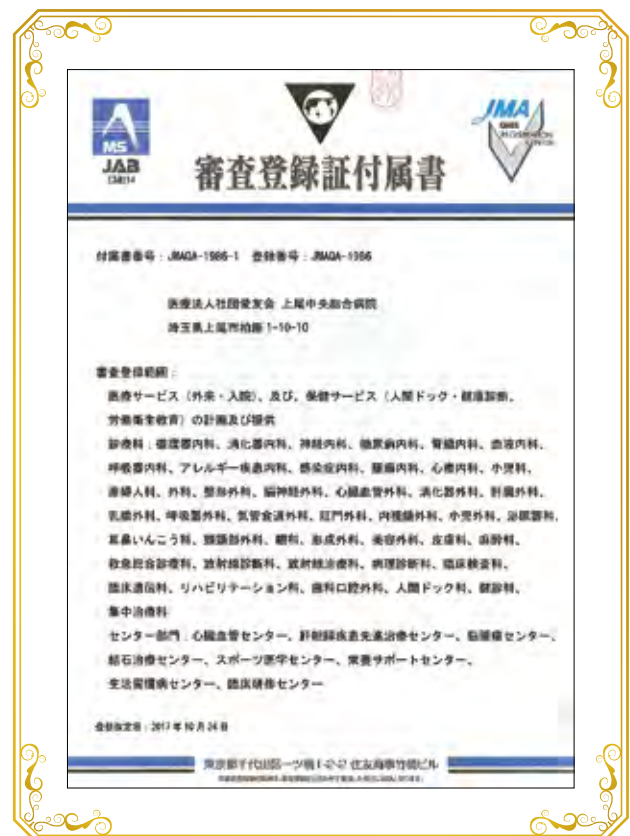 MS
JAB
JMA
QMS
REGISTRATION
CENTER
審査登録証付属書
付属書番号：JMAQA-1986-1 登録番号：JMAQA-1986
医療法人社団愛友会 上尾中央総合病院
埼玉県上尾市柏座 1-10-10
審査登録範囲：
医療サービス（外来・入院）、及び、保健サービス（人間ドック・健康診断、
労働衛生教育）の計画及び提供
診療科：循環器内科、消化器内科、神経内科、糖尿病内科、腎臓内科、血液内科、
呼吸器内科、アレルギー疾患内科、感染症内科、腫瘍内科、心療内科、小児科、
産婦人科、外科、整形外科、脳神経外科、心臓血管外科、消化器外科、肝臓外科、
乳腺外科、呼吸器外科、気管食道外科、肛門外科、内視鏡外科、小児外科、泌尿器科、
耳鼻いんこう科、頭頸部外科、眼科、形成外科、美容外科、皮膚科、麻酔科、
救急総合診療科、放射線診断科、放射線治療科、病理診断科、臨床検査科、
臨床遺伝科、リハビリテーション科、歯科口腔外科、人間ドック科、健診科、
集中治療科
センター部門：心臓血管センター、肝胆膵疾患先進治療センター、脳腫瘍センター、
結石治療センター、スポーツ医学センター、栄養サポートセンター、
生活習慣病センター、臨床研修センター
登録改定日：2017年10月24日
東京都千代田区一ツ橋1-2-2 住友商事竹橋ビル